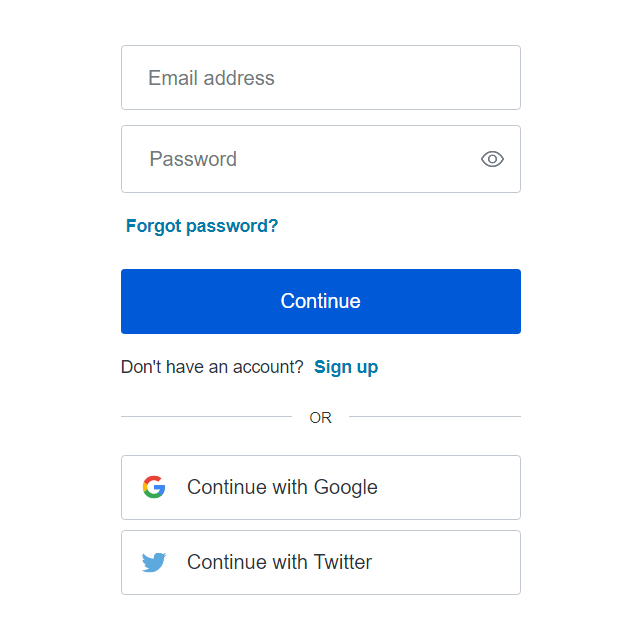 Email address
Password
Forgot password?
Continue
Don't have an account? Sign up
OR
Continue with Google
Continue with Twitter